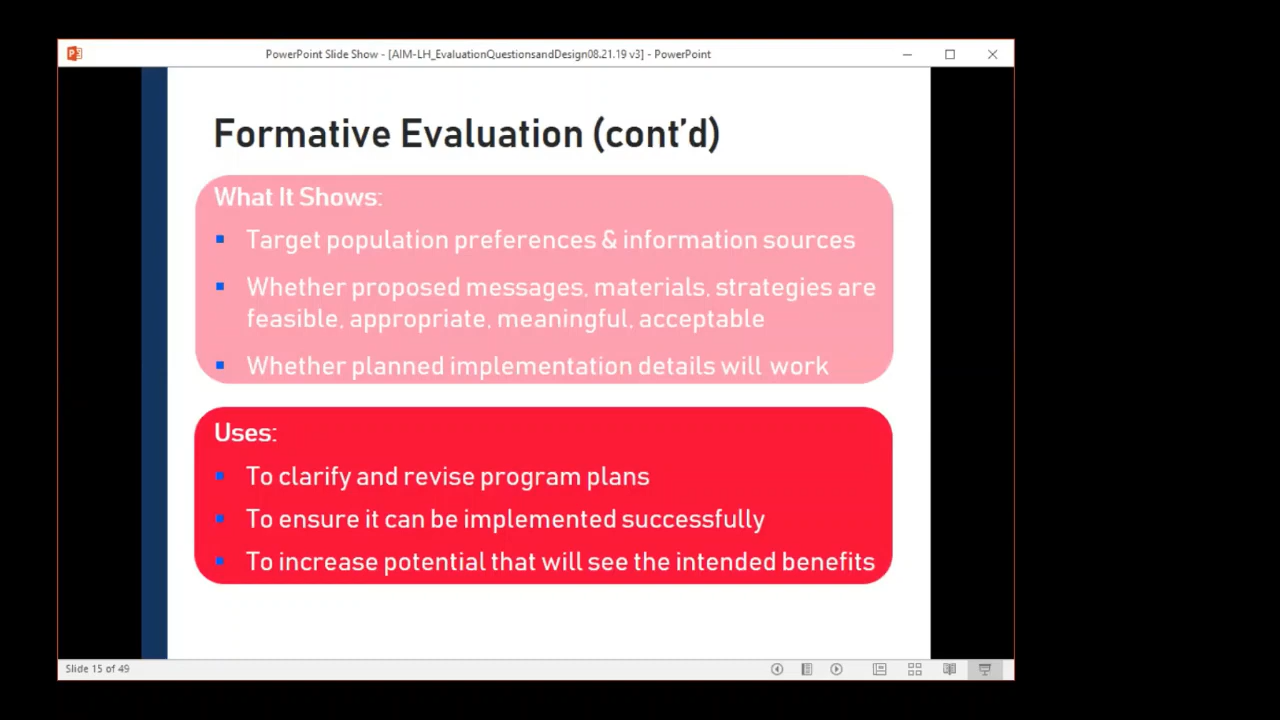 PowerPoint Slide Show - [AIM-LH_EvaluationQuestionsandDesign08.21.19 v3] - PowerPoint
Formative Evaluation (cont'd)
What It Shows:
Target population preferences & information sources
Whether proposed messages, materials, strategies are
feasible, appropriate, meaningful, acceptable
Whether planned implementation details will work
Uses:
To clarify and revise program plans
To ensure it can be implemented successfully
To increase potential that will see the intended benefits
Slide 15 of 49